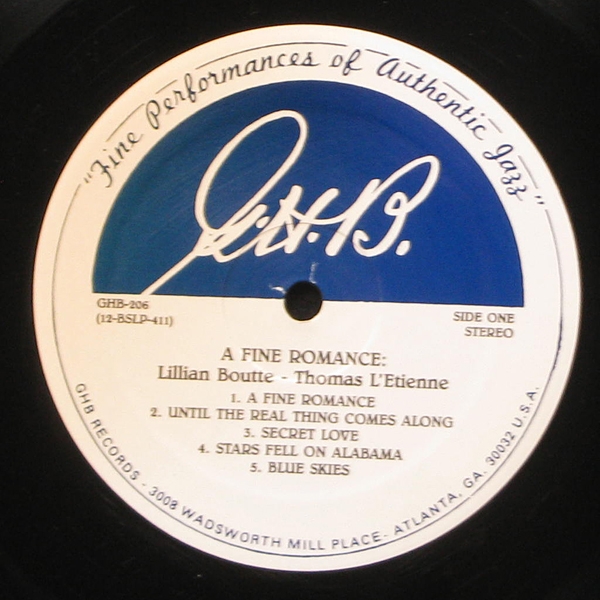 "Fine Performances of Authentic Jazz"
G.H.B.
GHB-206
(12-BSLP-411)
SIDE ONE
STEREO
A FINE ROMANCE:
Lillian Boutte - Thomas L'Etienne
1. A FINE ROMANCE
2. UNTIL THE REAL THING COMES ALONG
3. SECRET LOVE
4. STARS FELL ON ALABAMA
5. BLUE SKIES
GHB RECORDS - 3008 WADSWORTH MILL PLACE - ATLANTA, GA. 30032 U.S.A.